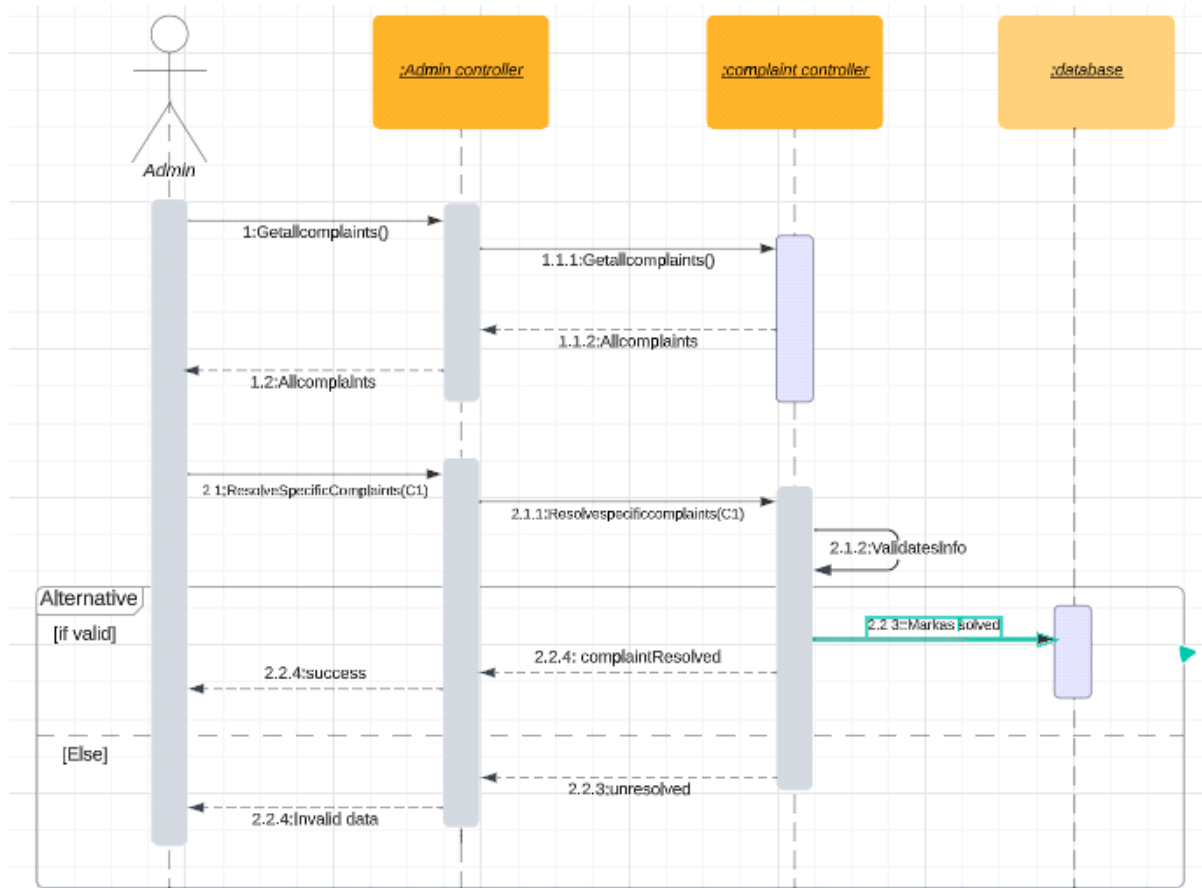 :Admin controller
:complaint controller
:database
Admin
1:Getallcomplaints()
1.1.1:Getallcomplaints()
1.1.2:Allcomplaints
1.2:Allcomplaints
2.1:ResolveSpecificComplaints(C1)
2.1.1:Resolvespecificcomplaints(C1)
2.1.2:ValidatesInfo
Alternative
[if valid]
2.2.3::Markas solved
2.2.4: complaintResolved
2.2.4:success
[Else]
2.2.3:unresolved
2.2.4:Invalid data